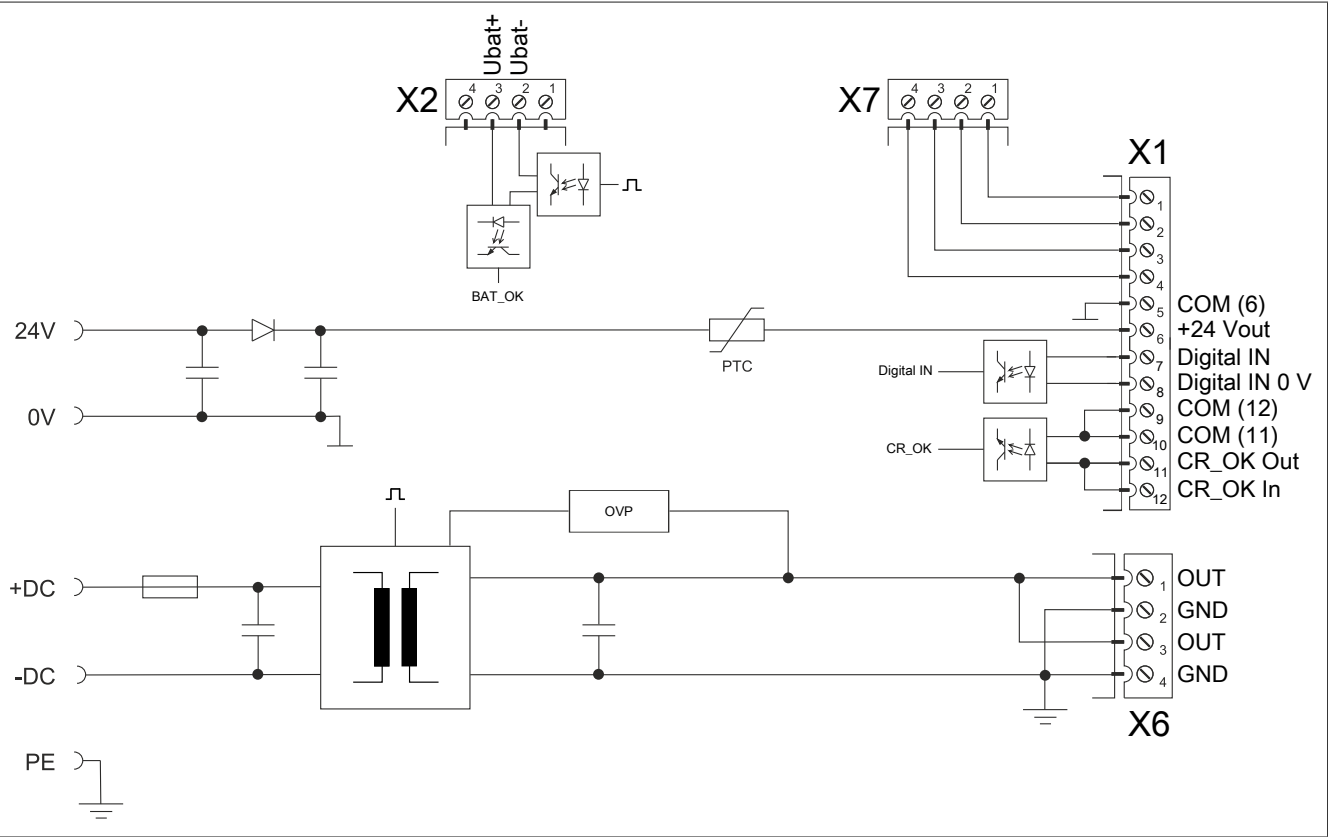 Ubat+
Ubat-
X2
4 3 2 1
X7
4 3 2 1
X1
1
2
3
4
5 COM (6)
6 +24 Vout
7 Digital IN
8 Digital IN 0 V
9 COM (12)
10 COM (11)
11 CR_OK Out
12 CR_OK In
BAT_OK
24V
PTC
Digital IN
0V
CR_OK
OVP
+DC
-DC
1 OUT
2 GND
3 OUT
4 GND
X6
PE